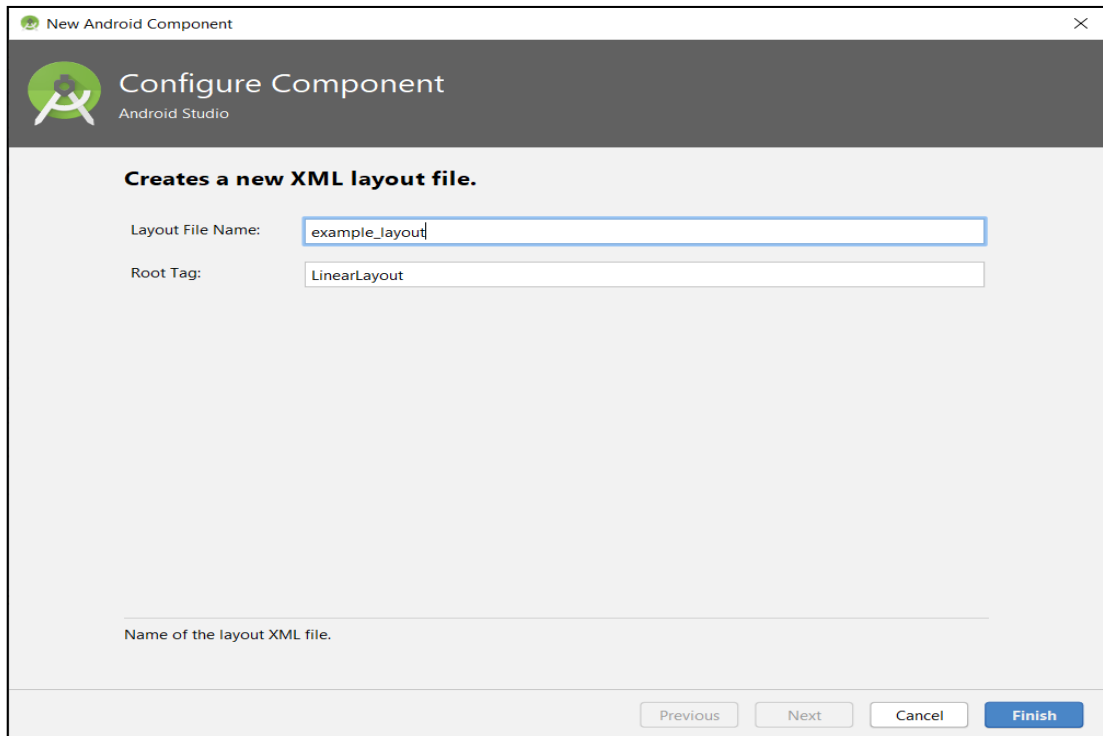 New Android Component
Configure Component
Android Studio
Creates a new XML layout file.
Layout File Name: example_layout
Root Tag: LinearLayout
Name of the layout XML file.
Previous Next Cancel Finish